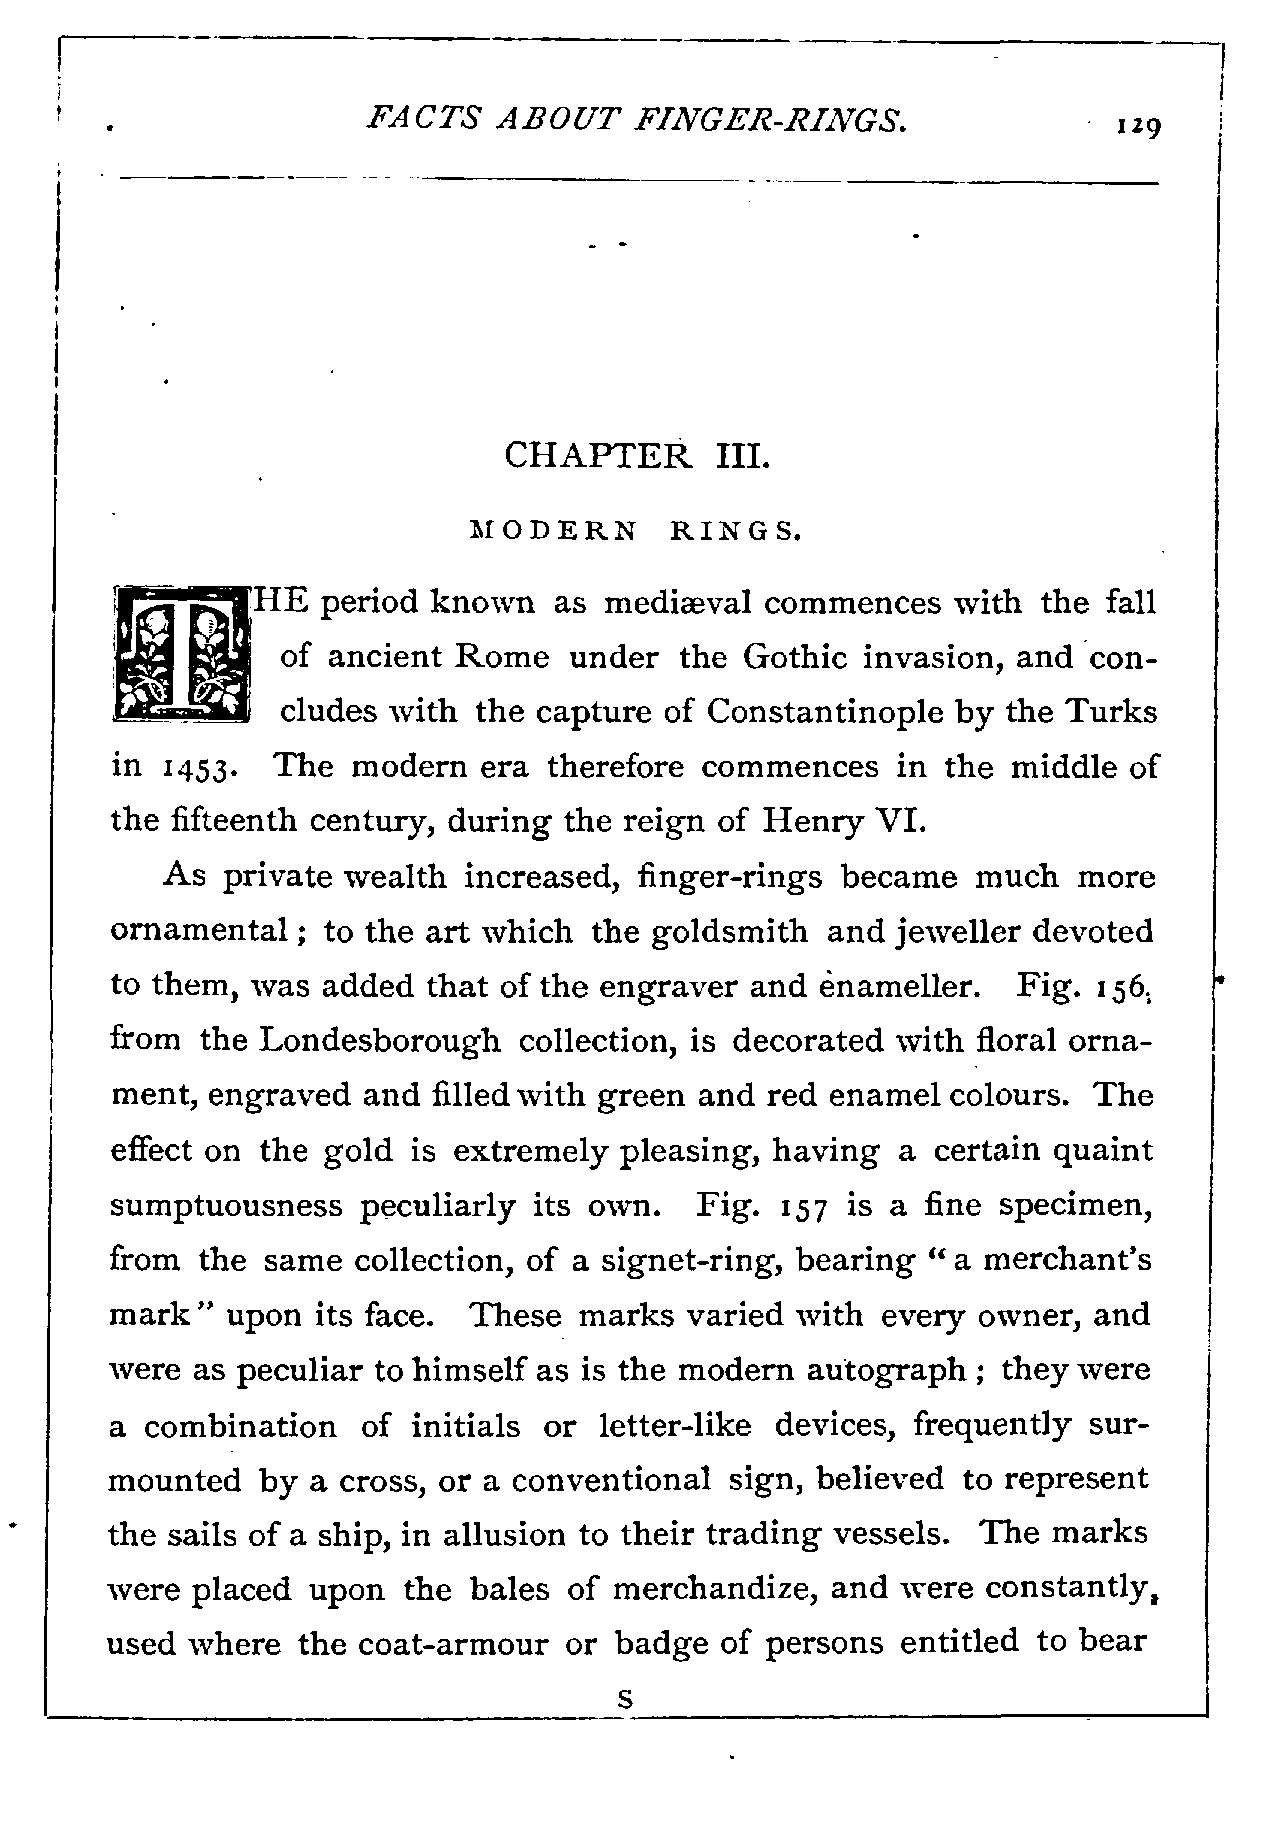 FACTS ABOUT FINGER-RINGS. 129
CHAPTER III.
MODERN RINGS.
THE period known as mediæval commences with the fall
of ancient Rome under the Gothic invasion, and con-
cludes with the capture of Constantinople by the Turks
in 1453. The modern era therefore commences in the middle of
the fifteenth century, during the reign of Henry VI.
As private wealth increased, finger-rings became much more
ornamental; to the art which the goldsmith and jeweller devoted
to them, was added that of the engraver and enameller. Fig. 156,
from the Londesborough collection, is decorated with floral orna-
ment, engraved and filled with green and red enamel colours. The
effect on the gold is extremely pleasing, having a certain quaint
sumptuousness peculiarly its own. Fig. 157 is a fine specimen,
from the same collection, of a signet-ring, bearing “a merchant's
mark” upon its face. These marks varied with every owner, and
were as peculiar to himself as is the modern autograph; they were
a combination of initials or letter-like devices, frequently sur-
mounted by a cross, or a conventional sign, believed to represent
the sails of a ship, in allusion to their trading vessels. The marks
were placed upon the bales of merchandize, and were constantly,
used where the coat-armour or badge of persons entitled to bear
S